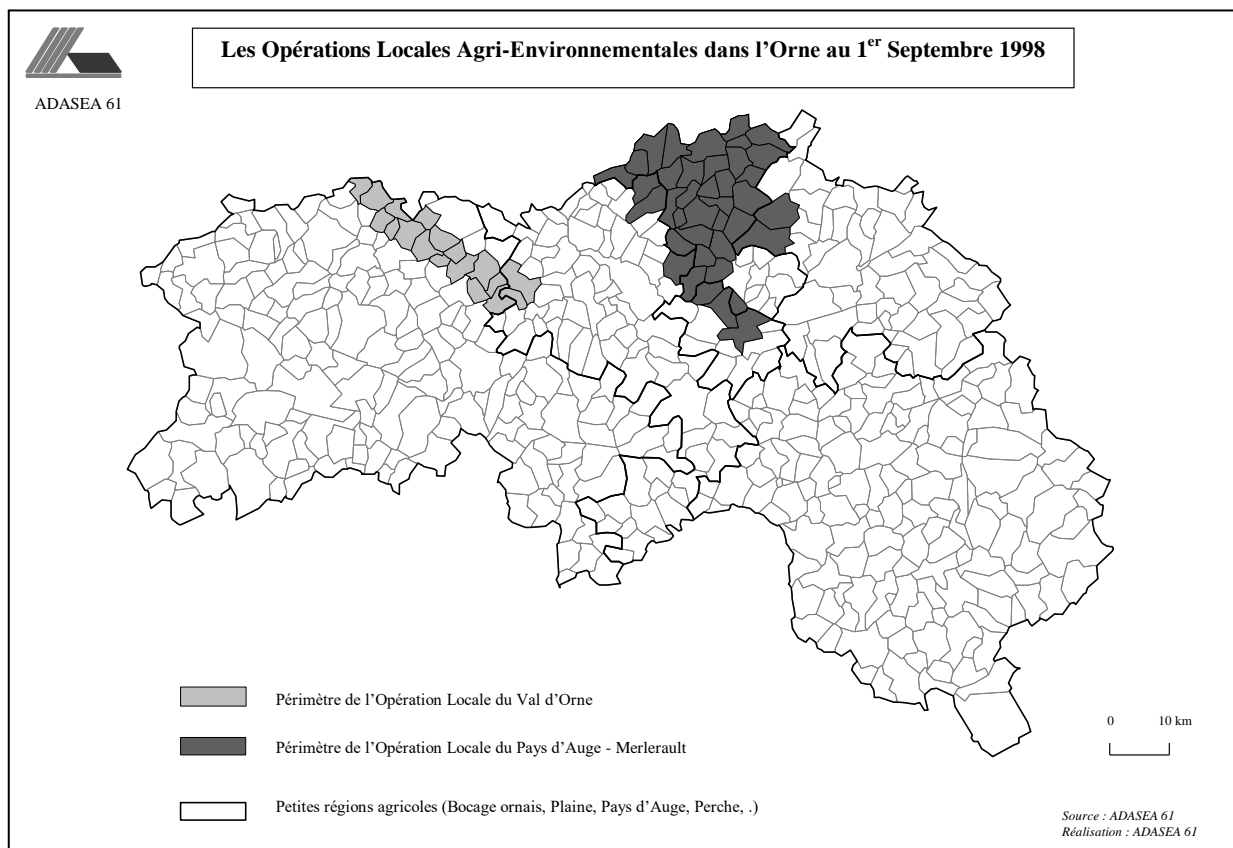 Les Opérations Locales Agri-Environnementales dans l'Orne au 1er Septembre 1998
ADASEA 61
Périmètre de l'Opération Locale du Val d'Orne
0 10 km
Périmètre de l'Opération Locale du Pays d'Auge - Merlerault
Petites régions agricoles (Bocage ornais, Plaine, Pays d'Auge, Perche, .)
Source : ADASEA 61
Réalisation : ADASEA 61